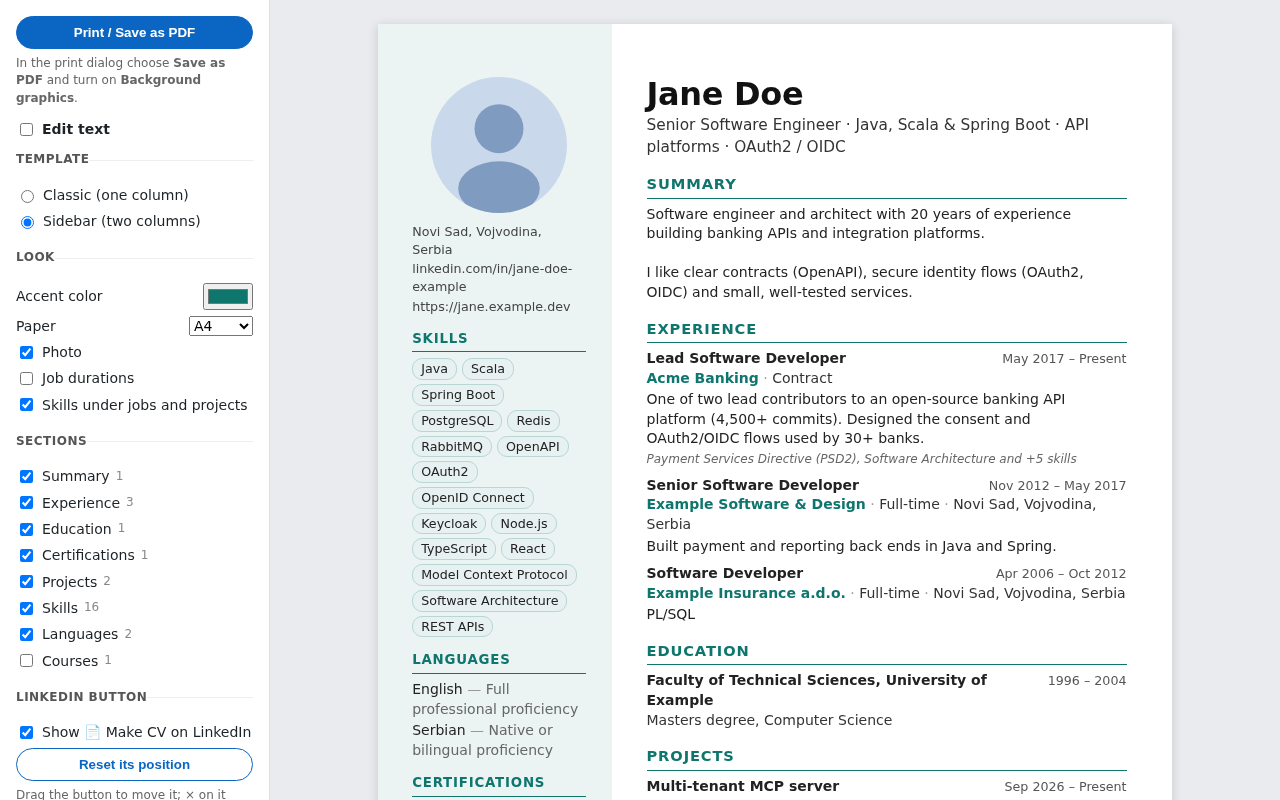 Print / Save as PDF
In the print dialog choose Save as
PDF and turn on Background
graphics.
Edit text
TEMPLATE
Classic (one column)
Sidebar (two columns)
LOOK
Accent color
Paper A4
Photo
Job durations
Skills under jobs and projects
SECTIONS
Summary 1
Experience 3
Education 1
Certifications 1
Projects 2
Skills 16
Languages 2
Courses 1
LINKEDIN BUTTON
Show 📄 Make CV on LinkedIn
Reset its position
Drag the button to move it; × on it
Novi Sad, Vojvodina,
Serbia
linkedin.com/in/jane-doe-
example
https://jane.example.dev
SKILLS
Java Scala
Spring Boot
PostgreSQL Redis
RabbitMQ OpenAPI
OAuth2
OpenID Connect
Keycloak Node.js
TypeScript React
Model Context Protocol
Software Architecture
REST APIs
LANGUAGES
English — Full
professional proficiency
Serbian — Native or
bilingual proficiency
CERTIFICATIONS
Jane Doe
Senior Software Engineer · Java, Scala & Spring Boot · API
platforms · OAuth2 / OIDC
SUMMARY
Software engineer and architect with 20 years of experience
building banking APIs and integration platforms.
I like clear contracts (OpenAPI), secure identity flows (OAuth2,
OIDC) and small, well-tested services.
EXPERIENCE
Lead Software Developer May 2017 – Present
Acme Banking · Contract
One of two lead contributors to an open-source banking API
platform (4,500+ commits). Designed the consent and
OAuth2/OIDC flows used by 30+ banks.
Payment Services Directive (PSD2), Software Architecture and +5 skills
Senior Software Developer Nov 2012 – May 2017
Example Software & Design · Full-time · Novi Sad, Vojvodina,
Serbia
Built payment and reporting back ends in Java and Spring.
Software Developer Apr 2006 – Oct 2012
Example Insurance a.d.o. · Full-time · Novi Sad, Vojvodina, Serbia
PL/SQL
EDUCATION
Faculty of Technical Sciences, University of 1996 – 2004
Example
Masters degree, Computer Science
PROJECTS
Multi-tenant MCP server Sep 2026 – Present